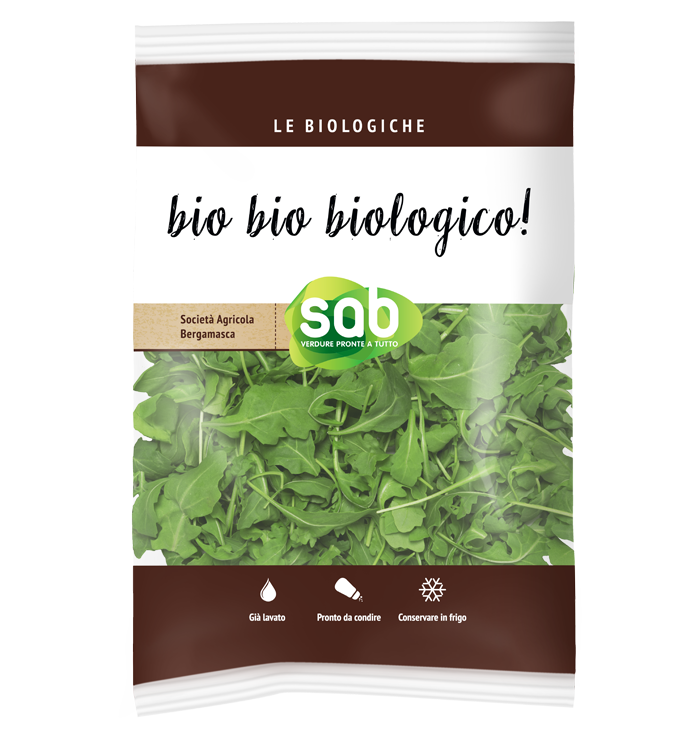 LE BIOLOGICHE
bio bio biologico!
Società Agricola
Bergamasca
sab
VERDURE PRONTE A TUTTO
Già lavato
Pronto da condire
Conservare in frigo